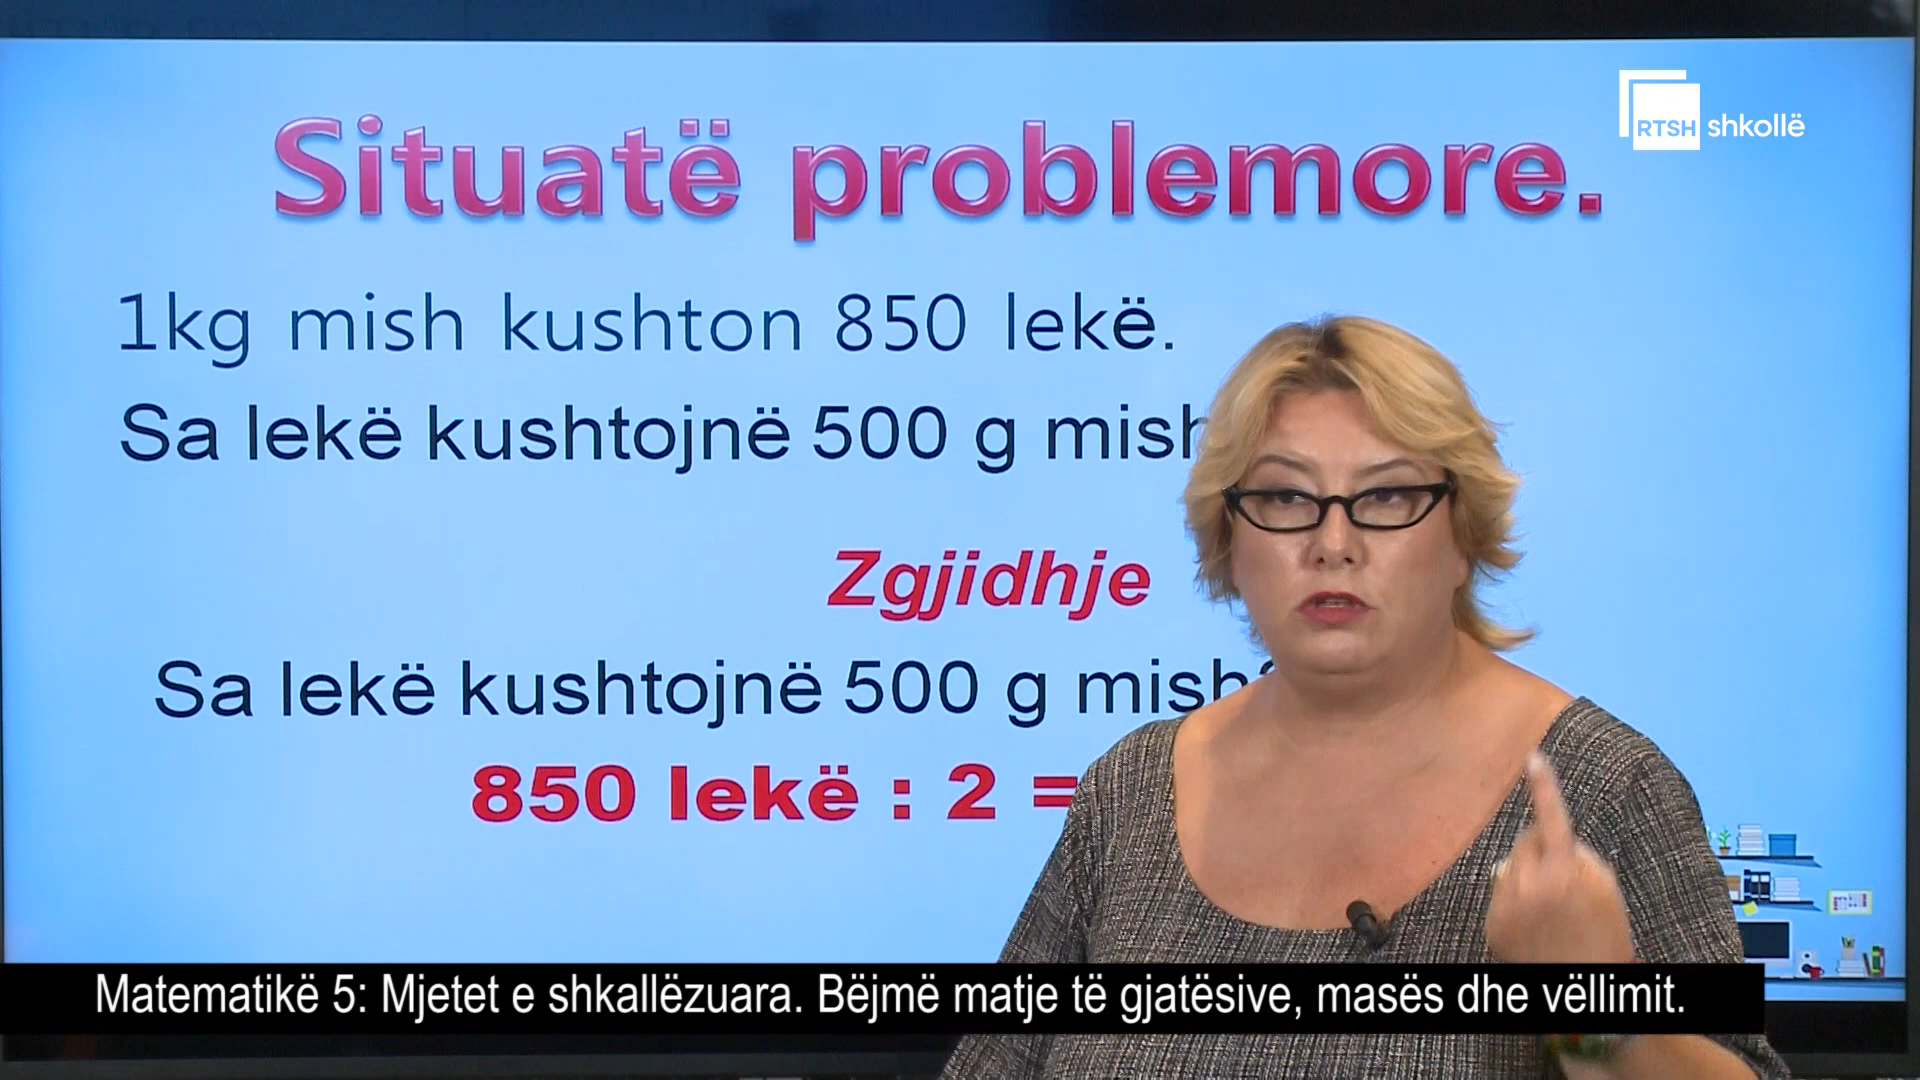 RTSH shkollë
Situatë problemore.
1kg mish kushton 850 lekë.
Sa lekë kushtojnë 500 g mish
Zgjidhje
Sa lekë kushtojnë 500 g mish?
850 lekë : 2 =
Matematikë 5: Mjetet e shkallëzuara. Bëjmë matje të gjatësive, masës dhe vëllimit.